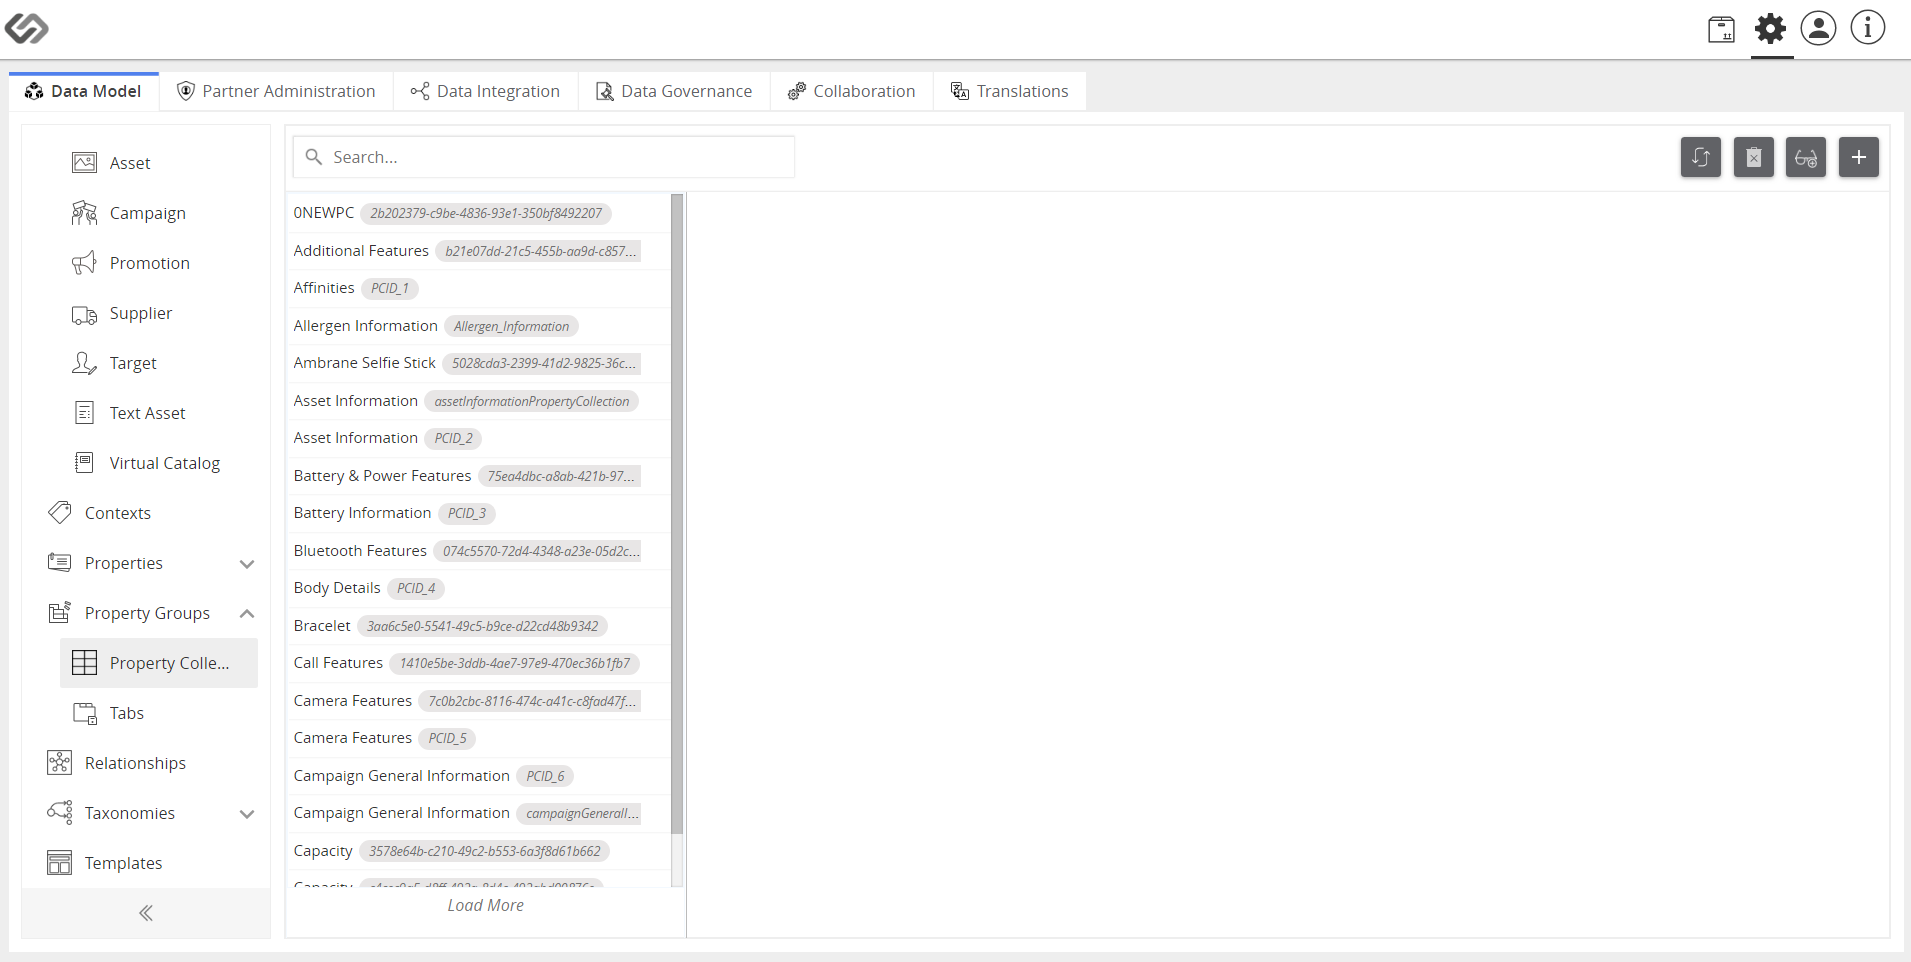 Data Model
Partner Administration
Data Integration
Data Governance
Collaboration
Translations
Asset
Campaign
Promotion
Supplier
Target
Text Asset
Virtual Catalog
Contexts
Properties
Property Groups
Property Colle...
Tabs
Relationships
Taxonomies
Templates
Search...
0NEWPC 2b202379-c9be-4836-93e1-350bf8492207
Additional Features b21e07dd-21c5-455b-aa9d-c857...
Affinities PCID_1
Allergen Information Allergen_Information
Ambrane Selfie Stick 5028cda3-2399-41d2-9825-36c...
Asset Information assetInformationPropertyCollection
Asset Information PCID_2
Battery & Power Features 75ea4dbc-a8ab-421b-97...
Battery Information PCID_3
Bluetooth Features 074c5570-72d4-4348-a23e-05d2c...
Body Details PCID_4
Bracelet 3aa6c5e0-5541-49c5-b9ce-d22cd48b9342
Call Features 1410e5be-3ddb-4ae7-97e9-470ec36b1fb7
Camera Features 7c0b2cbc-8116-474c-a41c-c8fad47f...
Camera Features PCID_5
Campaign General Information PCID_6
Campaign General Information campaignGeneralI...
Capacity 3578e64b-c210-49c2-b553-6a3f8d61b662
Capacity
Load More